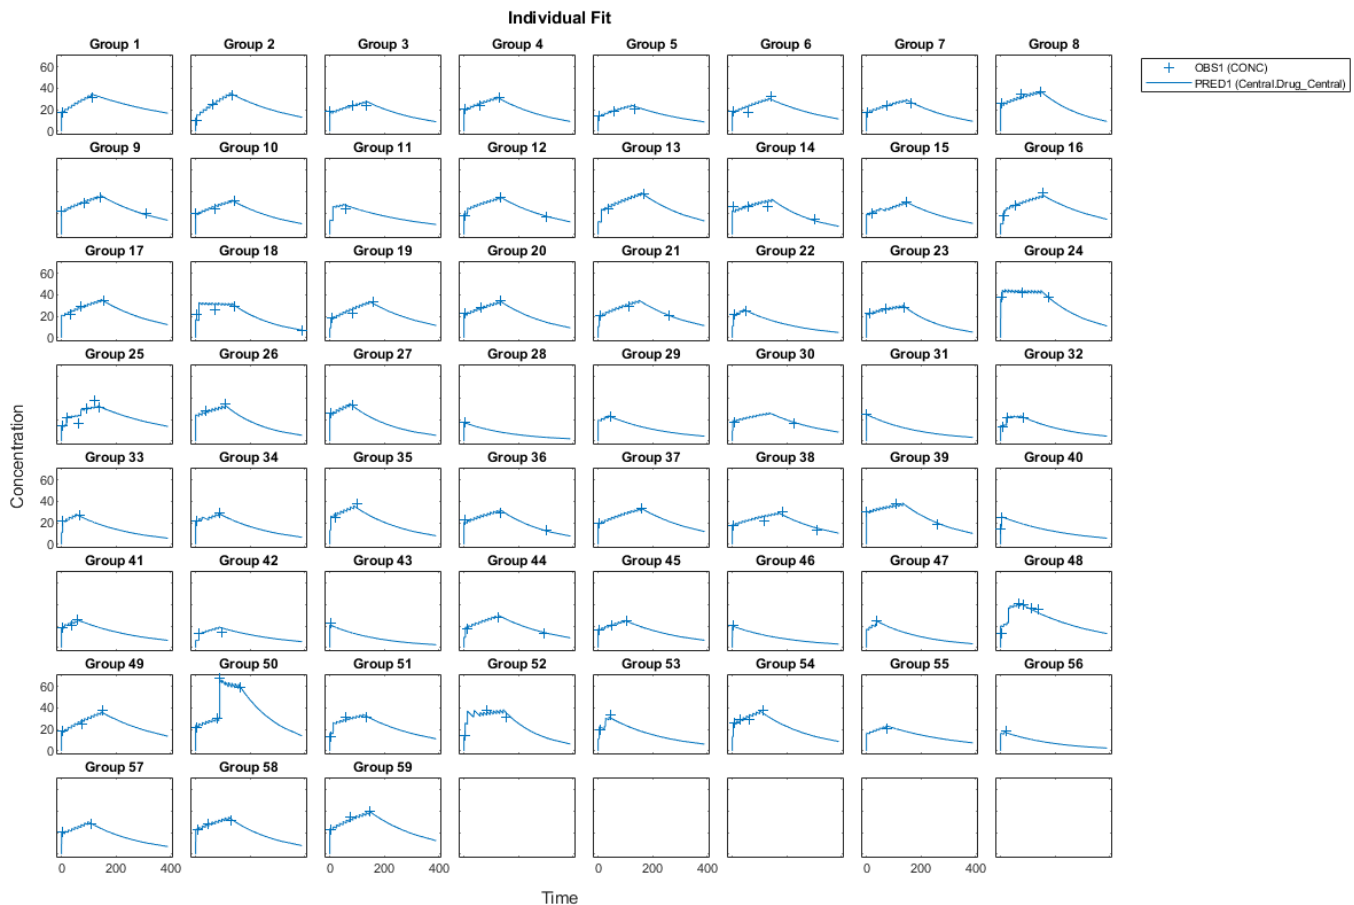 Individual Fit
Group 1 Group 2 Group 3 Group 4 Group 5 Group 6 Group 7 Group 8
OBS1 (CONC)
PRED1 (Central.Drug_Central)
60
40
20
0
Group 9 Group 10 Group 11 Group 12 Group 13 Group 14 Group 15 Group 16
Group 17 Group 18 Group 19 Group 20 Group 21 Group 22 Group 23 Group 24
60
40
20
0
Group 25 Group 26 Group 27 Group 28 Group 29 Group 30 Group 31 Group 32
Concentration
Group 33 Group 34 Group 35 Group 36 Group 37 Group 38 Group 39 Group 40
60
40
20
0
Group 41 Group 42 Group 43 Group 44 Group 45 Group 46 Group 47 Group 48
Group 49 Group 50 Group 51 Group 52 Group 53 Group 54 Group 55 Group 56
60
40
20
0
Group 57 Group 58 Group 59
0 200 400 0 200 400 0 200 400 0 200 400
Time